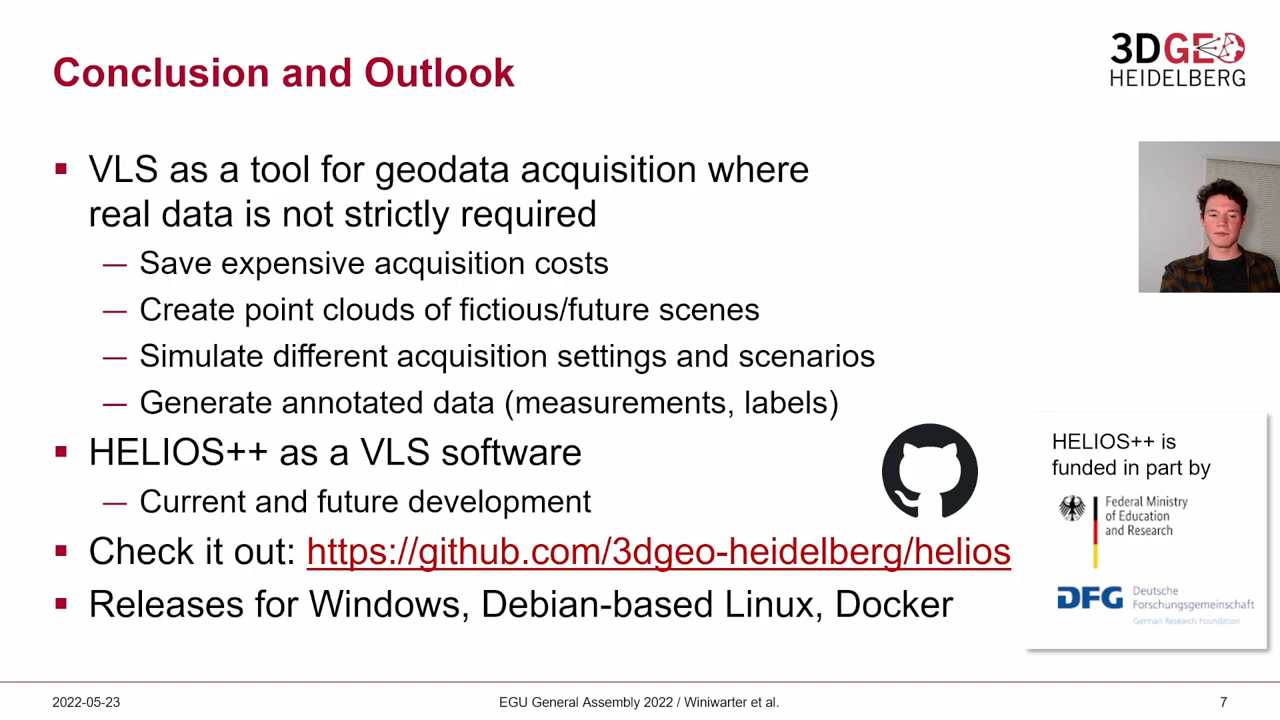 Conclusion and Outlook
3DGEO
HEIDELBERG
▪ VLS as a tool for geodata acquisition where
real data is not strictly required
— Save expensive acquisition costs
— Create point clouds of fictious/future scenes
— Simulate different acquisition settings and scenarios
— Generate annotated data (measurements, labels)
▪ HELIOS++ as a VLS software
— Current and future development
▪ Check it out: https://github.com/3dgeo-heidelberg/helios
▪ Releases for Windows, Debian-based Linux, Docker
HELIOS++ is
funded in part by
Federal Ministry
of Education
and Research
DFG Deutsche
Forschungsgemeinschaft
German Research Foundation
2022-05-23
EGU General Assembly 2022 / Winiwarter et al.
7